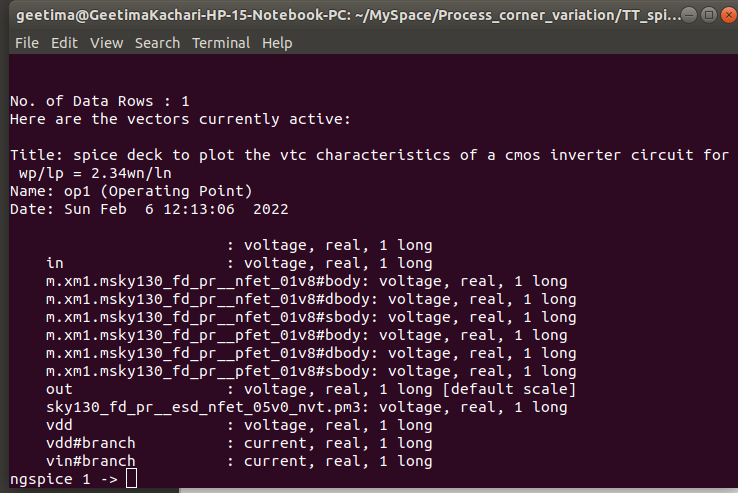 geetima@GeetimaKachari-HP-15-Notebook-PC: ~/MySpace/Process_corner_variation/TT_spi...
File Edit View Search Terminal Help
No. of Data Rows : 1
Here are the vectors currently active:
Title: spice deck to plot the vtc characteristics of a cmos inverter circuit for
 wp/lp = 2.34wn/ln
Name: op1 (Operating Point)
Date: Sun Feb  6 12:13:06  2022
                        : voltage, real, 1 long
    in                  : voltage, real, 1 long
    m.xm1.msky130_fd_pr__nfet_01v8#body: voltage, real, 1 long
    m.xm1.msky130_fd_pr__nfet_01v8#dbody: voltage, real, 1 long
    m.xm1.msky130_fd_pr__nfet_01v8#sbody: voltage, real, 1 long
    m.xm1.msky130_fd_pr__pfet_01v8#body: voltage, real, 1 long
    m.xm1.msky130_fd_pr__pfet_01v8#dbody: voltage, real, 1 long
    m.xm1.msky130_fd_pr__pfet_01v8#sbody: voltage, real, 1 long
    out                 : voltage, real, 1 long [default scale]
    sky130_fd_pr__esd_nfet_05v0_nvt.pm3: voltage, real, 1 long
    vdd                 : voltage, real, 1 long
    vdd#branch          : current, real, 1 long
    vin#branch          : current, real, 1 long
ngspice 1 ->